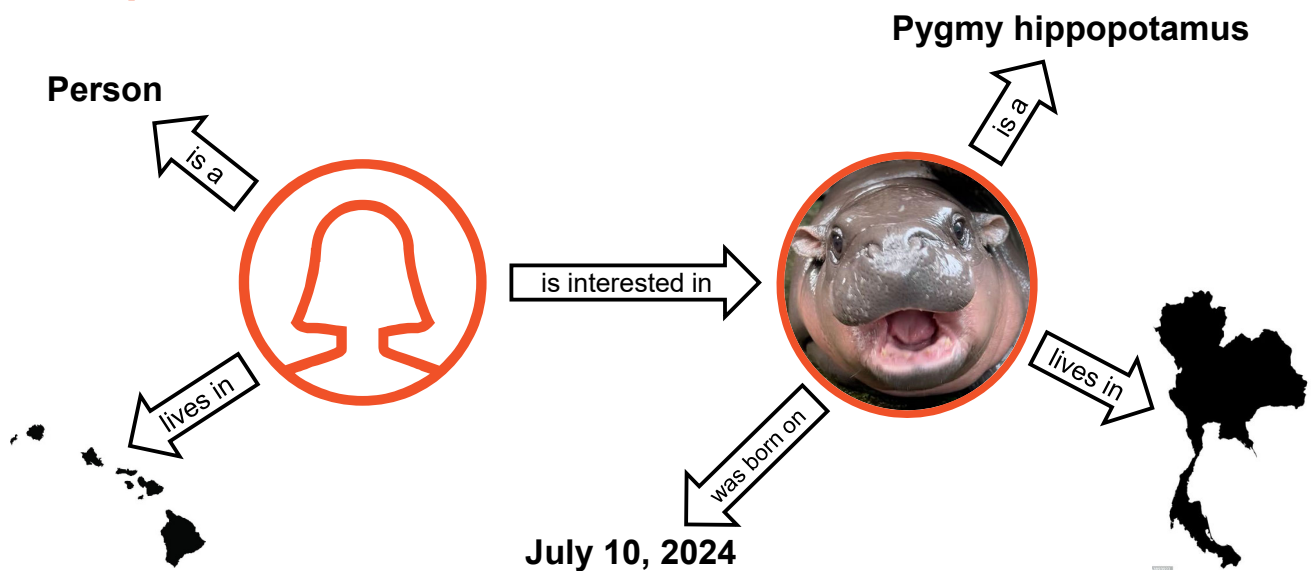 Pygmy hippopotamus
Person
is a
is a
is interested in
lives in
lives in
was born on
July 10, 2024